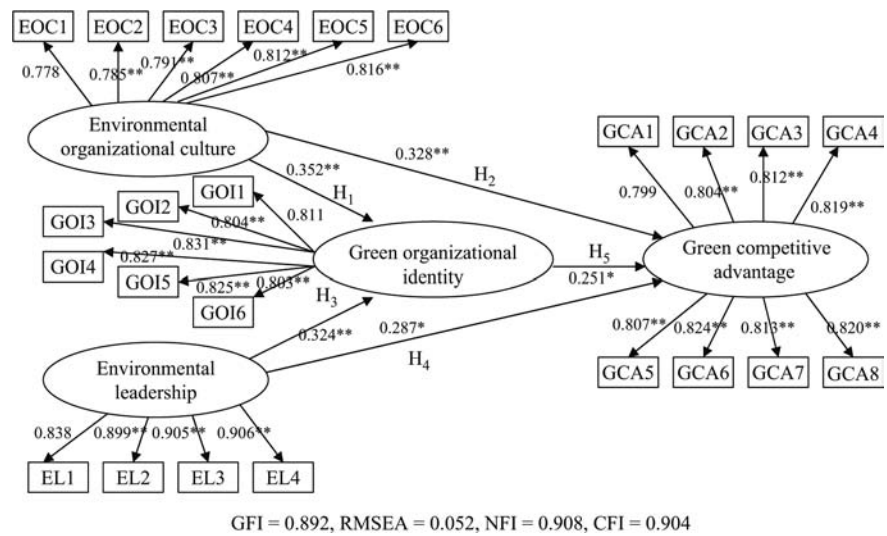 EOC1 EOC2 EOC3 EOC4 EOC5 EOC6
0.778 0.785** 0.791** 0.807** 0.812** 0.816**
Environmental
organizational culture
GCA1 GCA2 GCA3 GCA4
0.799 0.804** 0.812** 0.819**
0.328**
H2
0.352**
H1
GOI1
GOI2
GOI3
GOI4
GOI5
GOI6
0.811
0.804**
0.831**
0.827**
0.825**
0.803**
Green organizational
identity
H5
0.251*
Green competitive
advantage
H3
0.324**
0.287*
H4
0.807** 0.824** 0.813** 0.820**
GCA5 GCA6 GCA7 GCA8
Environmental
leadership
0.838 0.899** 0.905** 0.906**
EL1 EL2 EL3 EL4
GFI = 0.892, RMSEA = 0.052, NFI = 0.908, CFI = 0.904